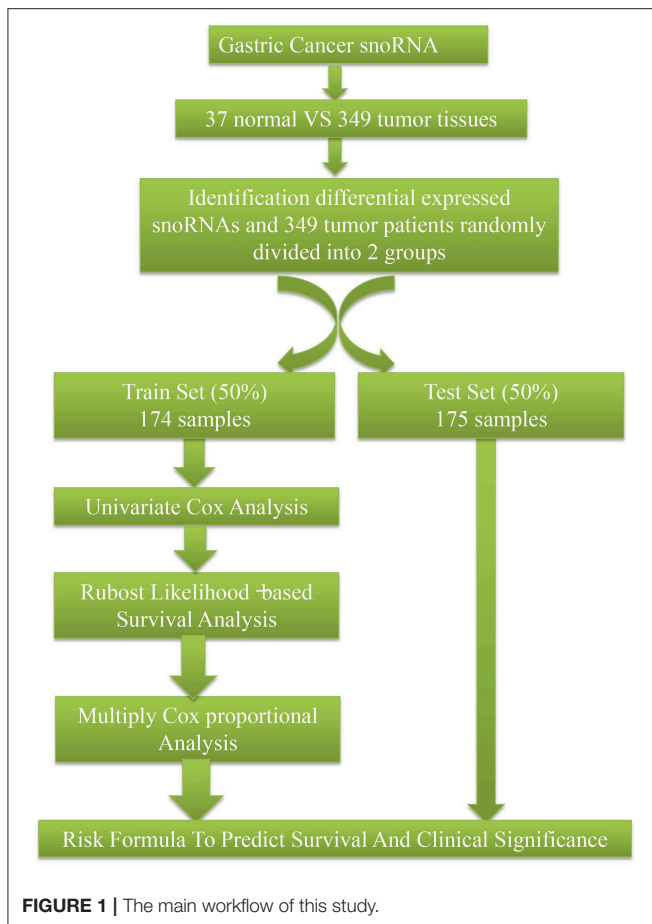 Gastric Cancer snoRNA
37 normal VS 349 tumor tissues
Identification differential expressed
snoRNAs and 349 tumor patients randomly
divided into 2 groups
Train Set (50%)
174 samples
Test Set (50%)
175 samples
Univariate Cox Analysis
Rubost Likelihood-based
Survival Analysis
Multiply Cox proportional
Analysis
Risk Formula To Predict Survival And Clinical Significance
FIGURE 1 | The main workflow of this study.